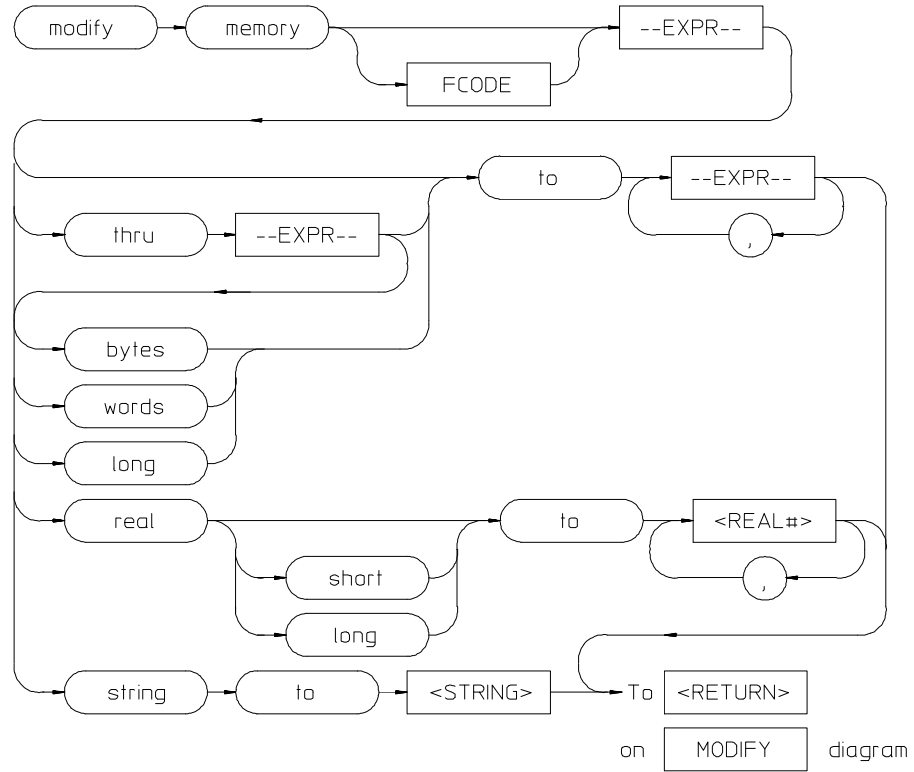 modify memory --EXPR--
FCODE
to --EXPR--
thru --EXPR--
,
bytes
words
long
real to <REAL#>
short ,
long
string to <STRING> To <RETURN>
on MODIFY diagram